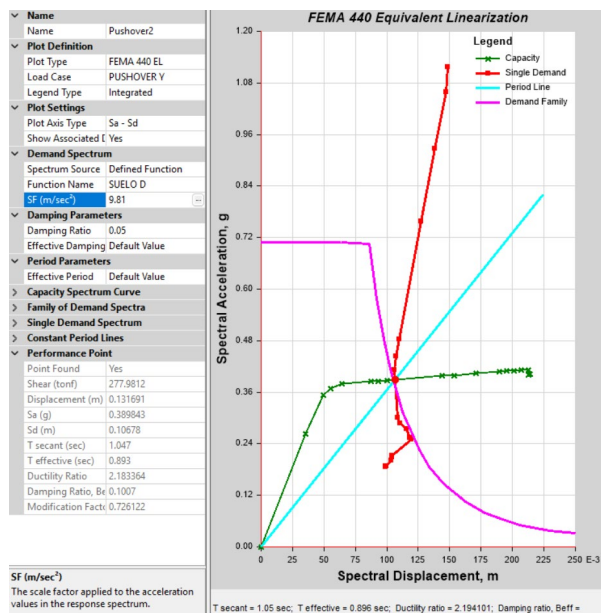 Name
Name Pushover2
Plot Definition
Plot Type FEMA 440 EL
Load Case PUSHOVER Y
Legend Type Integrated
Plot Settings
Plot Axis Type Sa - Sd
Show Associated D Yes
Demand Spectrum
Spectrum Source Defined Function
Function Name SUELO D
SF (m/sec²) 9.81 ...
Damping Parameters
Damping Ratio 0.05
Effective Damping Default Value
Period Parameters
Effective Period Default Value
Capacity Spectrum Curve
Family of Demand Spectra
Single Demand Spectrum
Constant Period Lines
Performance Point
Point Found Yes
Shear (tonf) 277.9812
Displacement (m) 0.131691
Sa (g) 0.389843
Sd (m) 0.10678
T secant (sec) 1.047
T effective (sec) 0.893
Ductility Ratio 2.183364
Damping Ratio, Be 0.1007
Modification Facto 0.726122
SF (m/sec²)
The scale factor applied to the acceleration
values in the response spectrum.
FEMA 440 Equivalent Linearization
Legend
Capacity
Single Demand
Period Line
Demand Family
Spectral Acceleration, g
1.20
1.08
0.96
0.84
0.72
0.60
0.48
0.36
0.24
0.12
0.00
0 25 50 75 100 125 150 175 200 225 250 E-3
Spectral Displacement, m
T secant = 1.05 sec; T effective = 0.896 sec; Ductility ratio = 2.194101; Damping ratio, Beff =